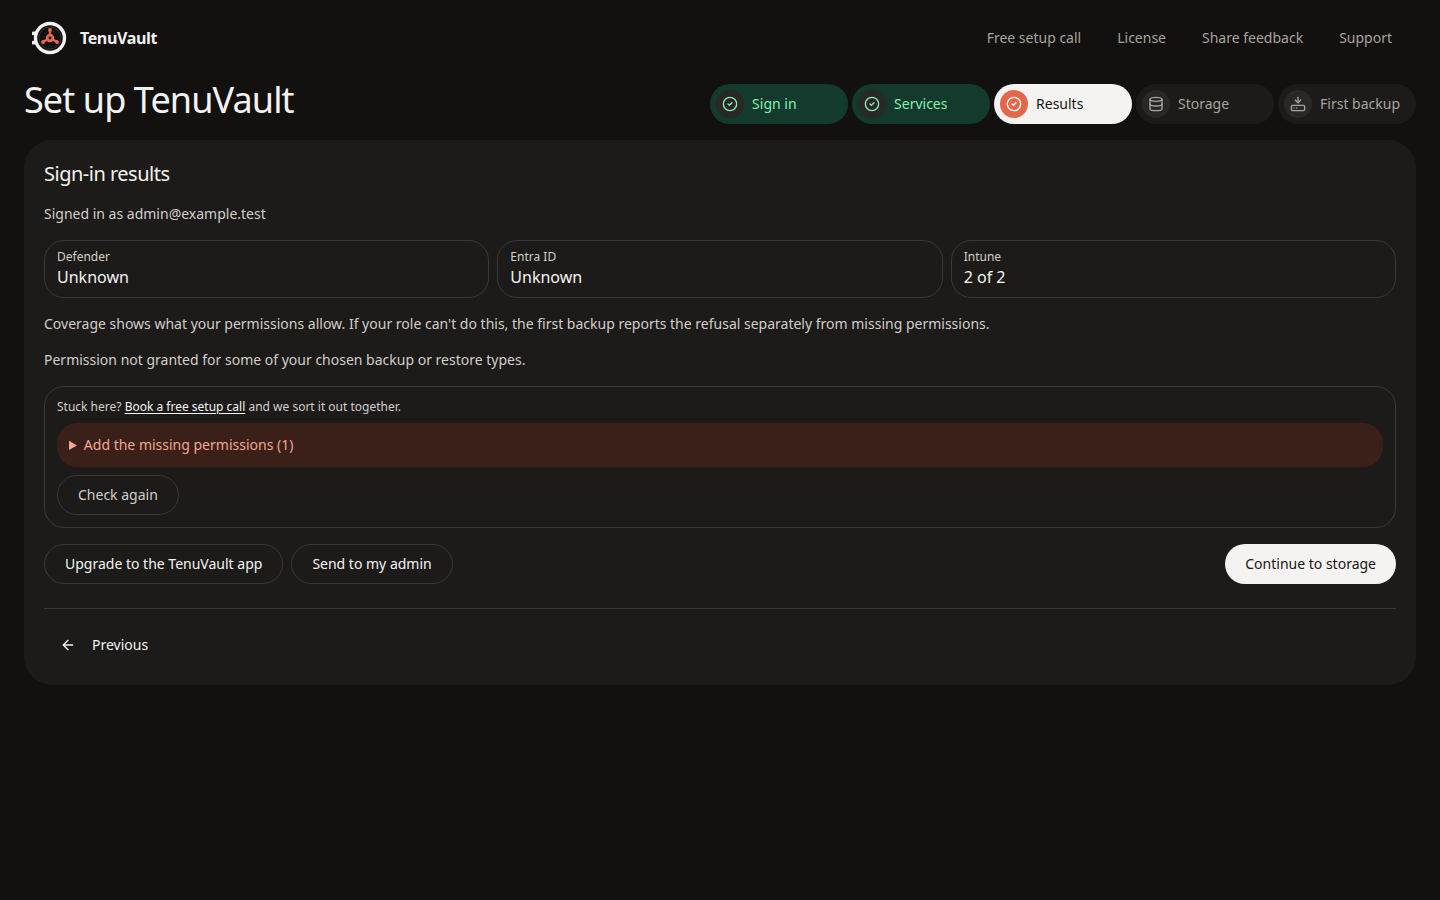 TenuVault
Free setup call
License
Share feedback
Support
Set up TenuVault
Sign in
Services
Results
Storage
First backup
Sign-in results
Signed in as admin@example.test
Defender
Unknown
Entra ID
Unknown
Intune
2 of 2
Coverage shows what your permissions allow. If your role can't do this, the first backup reports the refusal separately from missing permissions.
Permission not granted for some of your chosen backup or restore types.
Stuck here? Book a free setup call and we sort it out together.
Add the missing permissions (1)
Check again
Upgrade to the TenuVault app
Send to my admin
Continue to storage
Previous